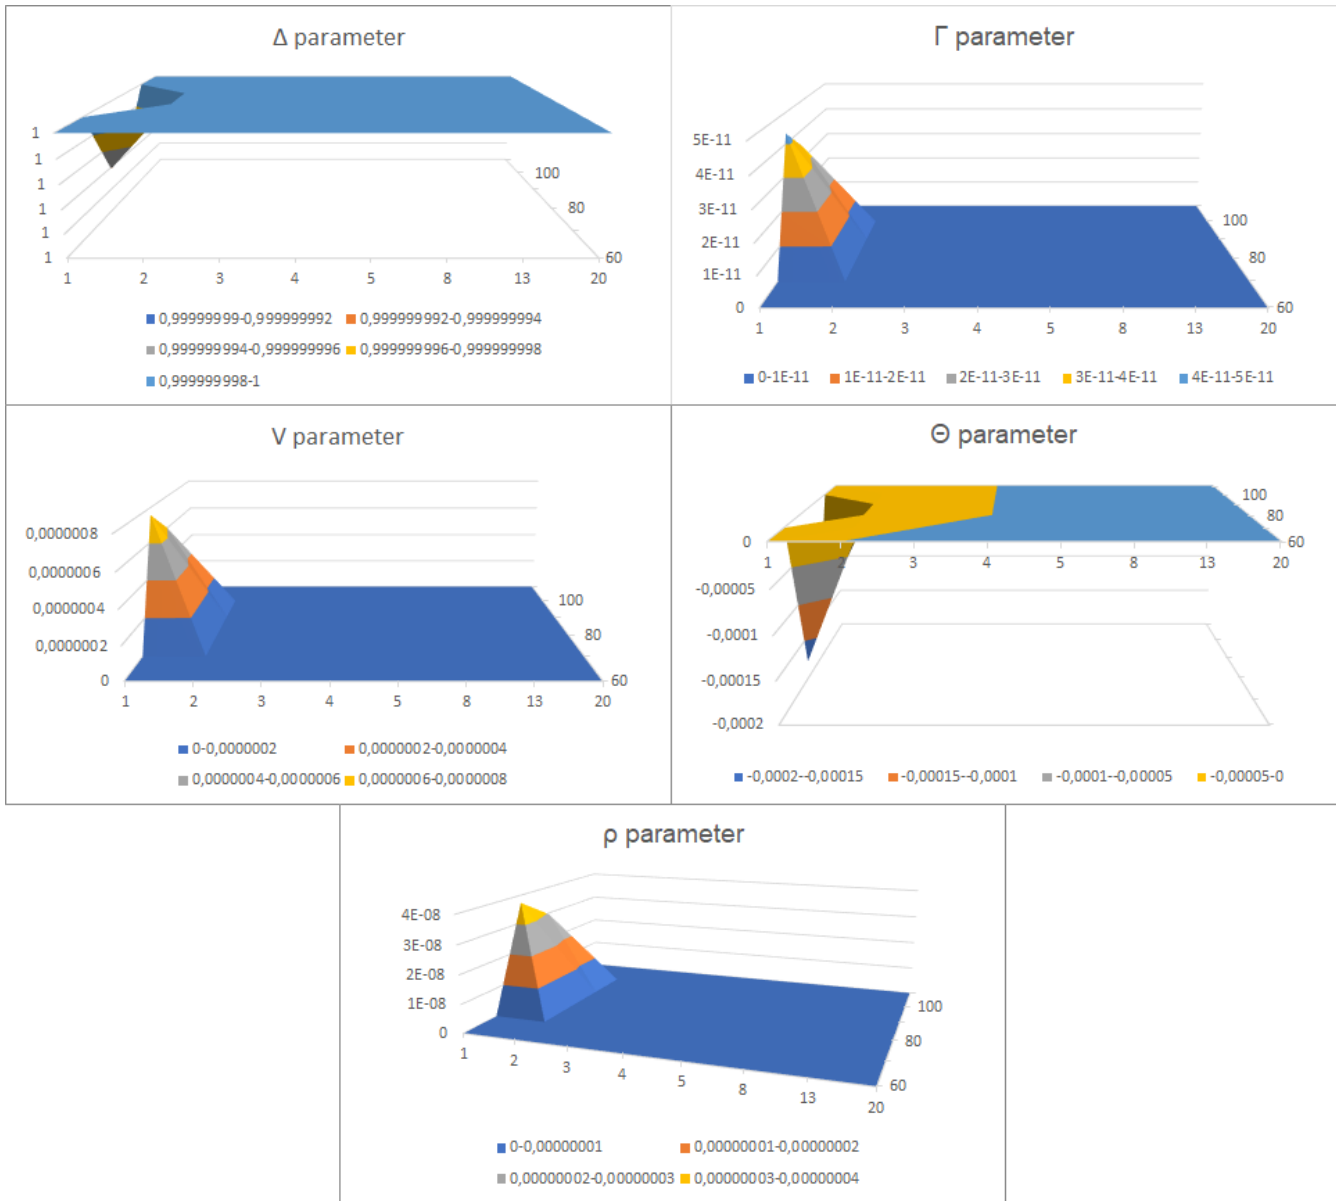 Δ parameter
1
1
1
1
1
1
1 2 3 4 5 8 13 20
100
80
60
0,99999999-0,999999992 0,999999992-0,999999994
0,999999994-0,999999996 0,999999996-0,999999998
0,999999998-1
Γ parameter
5E-11
4E-11
3E-11
2E-11
1E-11
0
1 2 3 4 5 8 13 20
100
80
60
0-1E-11 1E-11-2E-11 2E-11-3E-11 3E-11-4E-11 4E-11-5E-11
V parameter
0,0000008
0,0000006
0,0000004
0,0000002
0
1 2 3 4 5 8 13 20
100
80
60
0-0,0000002 0,0000002-0,0000004
0,0000004-0,0000006 0,0000006-0,0000008
Θ parameter
0
-0,00005
-0,0001
-0,00015
-0,0002
1 2 3 4 5 8 13 20
100
80
60
-0,0002--0,00015 -0,00015--0,0001 -0,0001--0,00005 -0,00005-0
ρ parameter
4E-08
3E-08
2E-08
1E-08
0
1 2 3 4 5 8 13 20
100
80
60
0-0,00000001 0,00000001-0,00000002
0,00000002-0,00000003 0,00000003-0,00000004